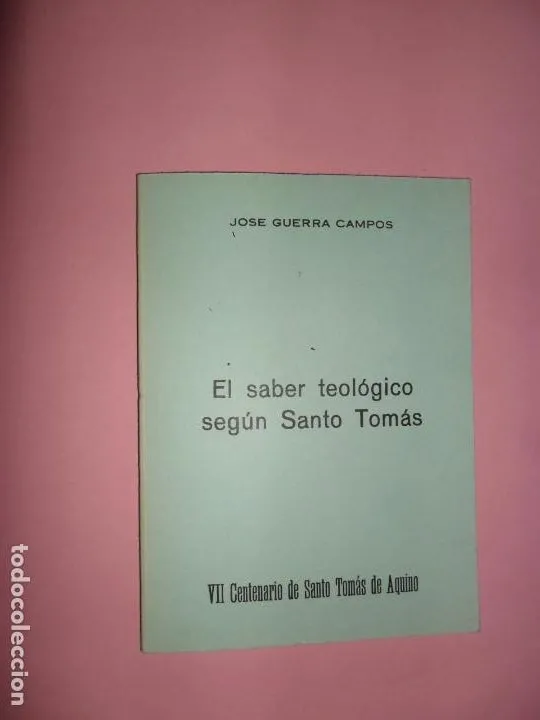 JOSE GUERRA CAMPOS
El saber teológico
según Santo Tomás
VII Centenario de Santo Tomás de Aquino
todocoleccion